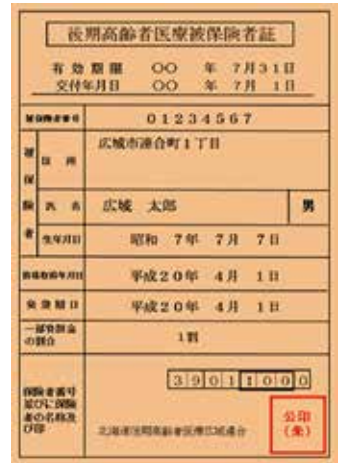 後期高齢者医療被保険者証
有効期限 ○○ 年 7月31日
交付年月日 ○○ 年 7月 1日
被保険者番号 01234567
被保険者
住所 広域市連合町1丁目
氏名 広域 太郎 男
生年月日 昭和 7年 7月 7日
資格取得年月日 平成20年 4月 1日
発効期日 平成20年 4月 1日
一部負担金
の割合 1割
保険者番号
並びに保険
者の名称及
び印
39011000
北海道後期高齢者医療広域連合
公印
(朱)